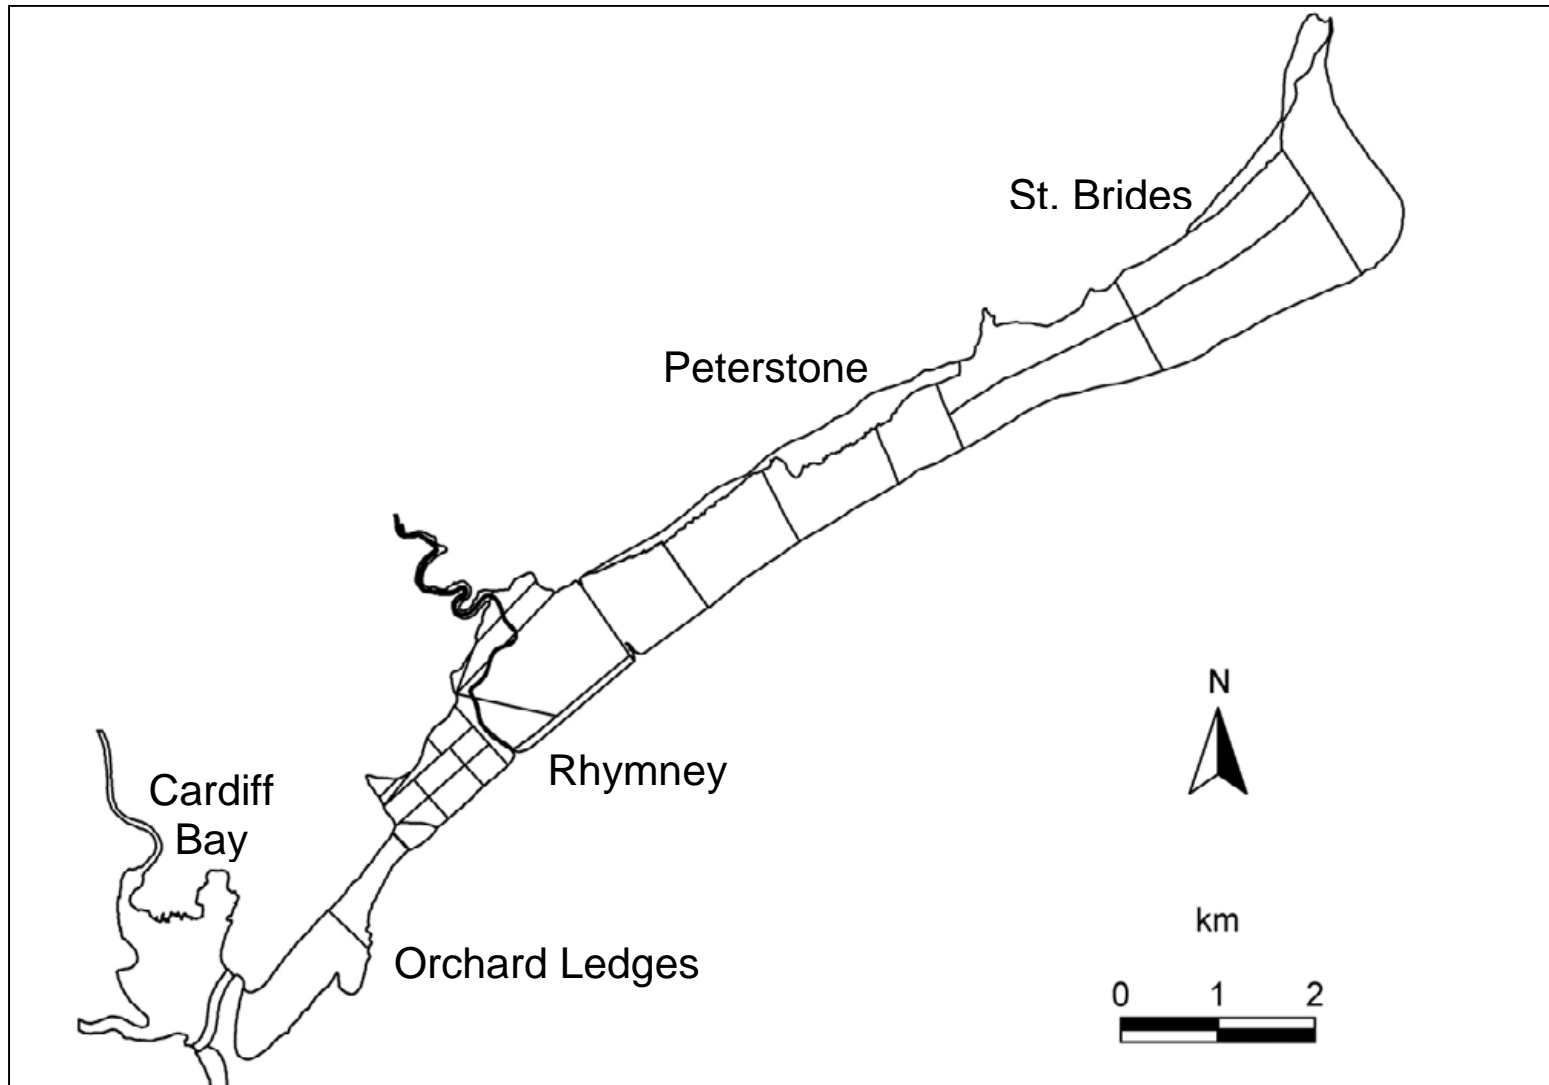 St. Brides
Peterstone
N
Rhymney
Cardiff
Bay
km
Orchard Ledges
0 1 2